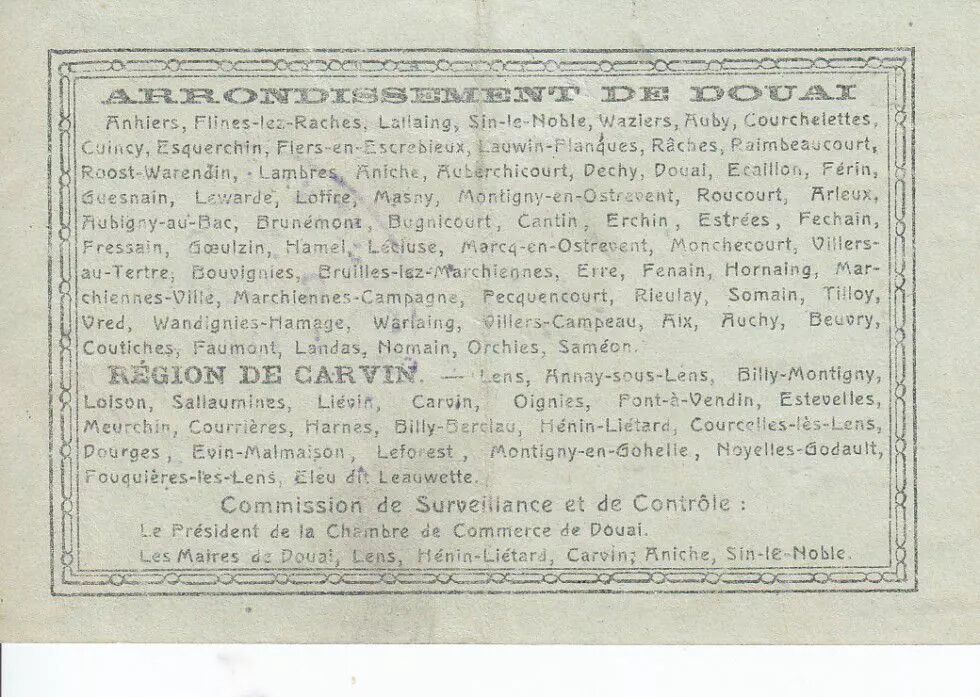 ARRONDISSEMENT DE DOUAI
Anhiers, Flines-lez-Raches, Lallaing, Sin-le-Noble, Waziers, Auby, Courchelettes,
Cuincy, Esquerchin, Flers-en-Escrebieux, Lauwin-Planques, Râches, Raimbeaucourt,
Roost-Warendin, Lambres, Aniche, Auberchicourt, Dechy, Douai, Ecaillon, Férin,
Guesnain, Lewarde, Loffre, Masny, Montigny-en-Ostrevent, Roucourt, Arleux,
Aubigny-au-Bac, Brunémont, Bugnicourt, Cantin, Erchin, Estrées, Fechain,
Fressain, Gœulzin, Hamel, Lécluse, Marcq-en-Ostrevent, Monchecourt, Villers-
au-Tertre, Bouvignies, Bruilles-lez-Marchiennes, Erre, Fenain, Hornaing, Mar-
chiennes-Ville, Marchiennes-Campagne, Pecquencourt, Rieulay, Somain, Tilloy,
Vred, Wandignies-Hamage, Warlaing, Villers-Campeau, Aix, Auchy, Beuvry,
Coutiches, Faumont, Landas, Nomain, Orchies, Saméon.
RÉGION DE CARVIN. — Lens, Annay-sous-Lens, Billy-Montigny,
Loison, Sallaumines, Liévin, Carvin, Oignies, Pont-à-Vendin, Estevelles,
Meurchin, Courrières, Harnes, Billy-Berclau, Hénin-Liétard, Courcelles-lès-Lens,
Dourges, Evin-Malmaison, Leforest, Montigny-en-Gohelle, Noyelles-Godault,
Fouquières-les-Lens, Eleu dit Leauwette.
Commission de Surveillance et de Contrôle :
Le Président de la Chambre de Commerce de Douai.
Les Maires de Douai, Lens, Hénin-Liétard, Carvin, Aniche, Sin-le-Noble.